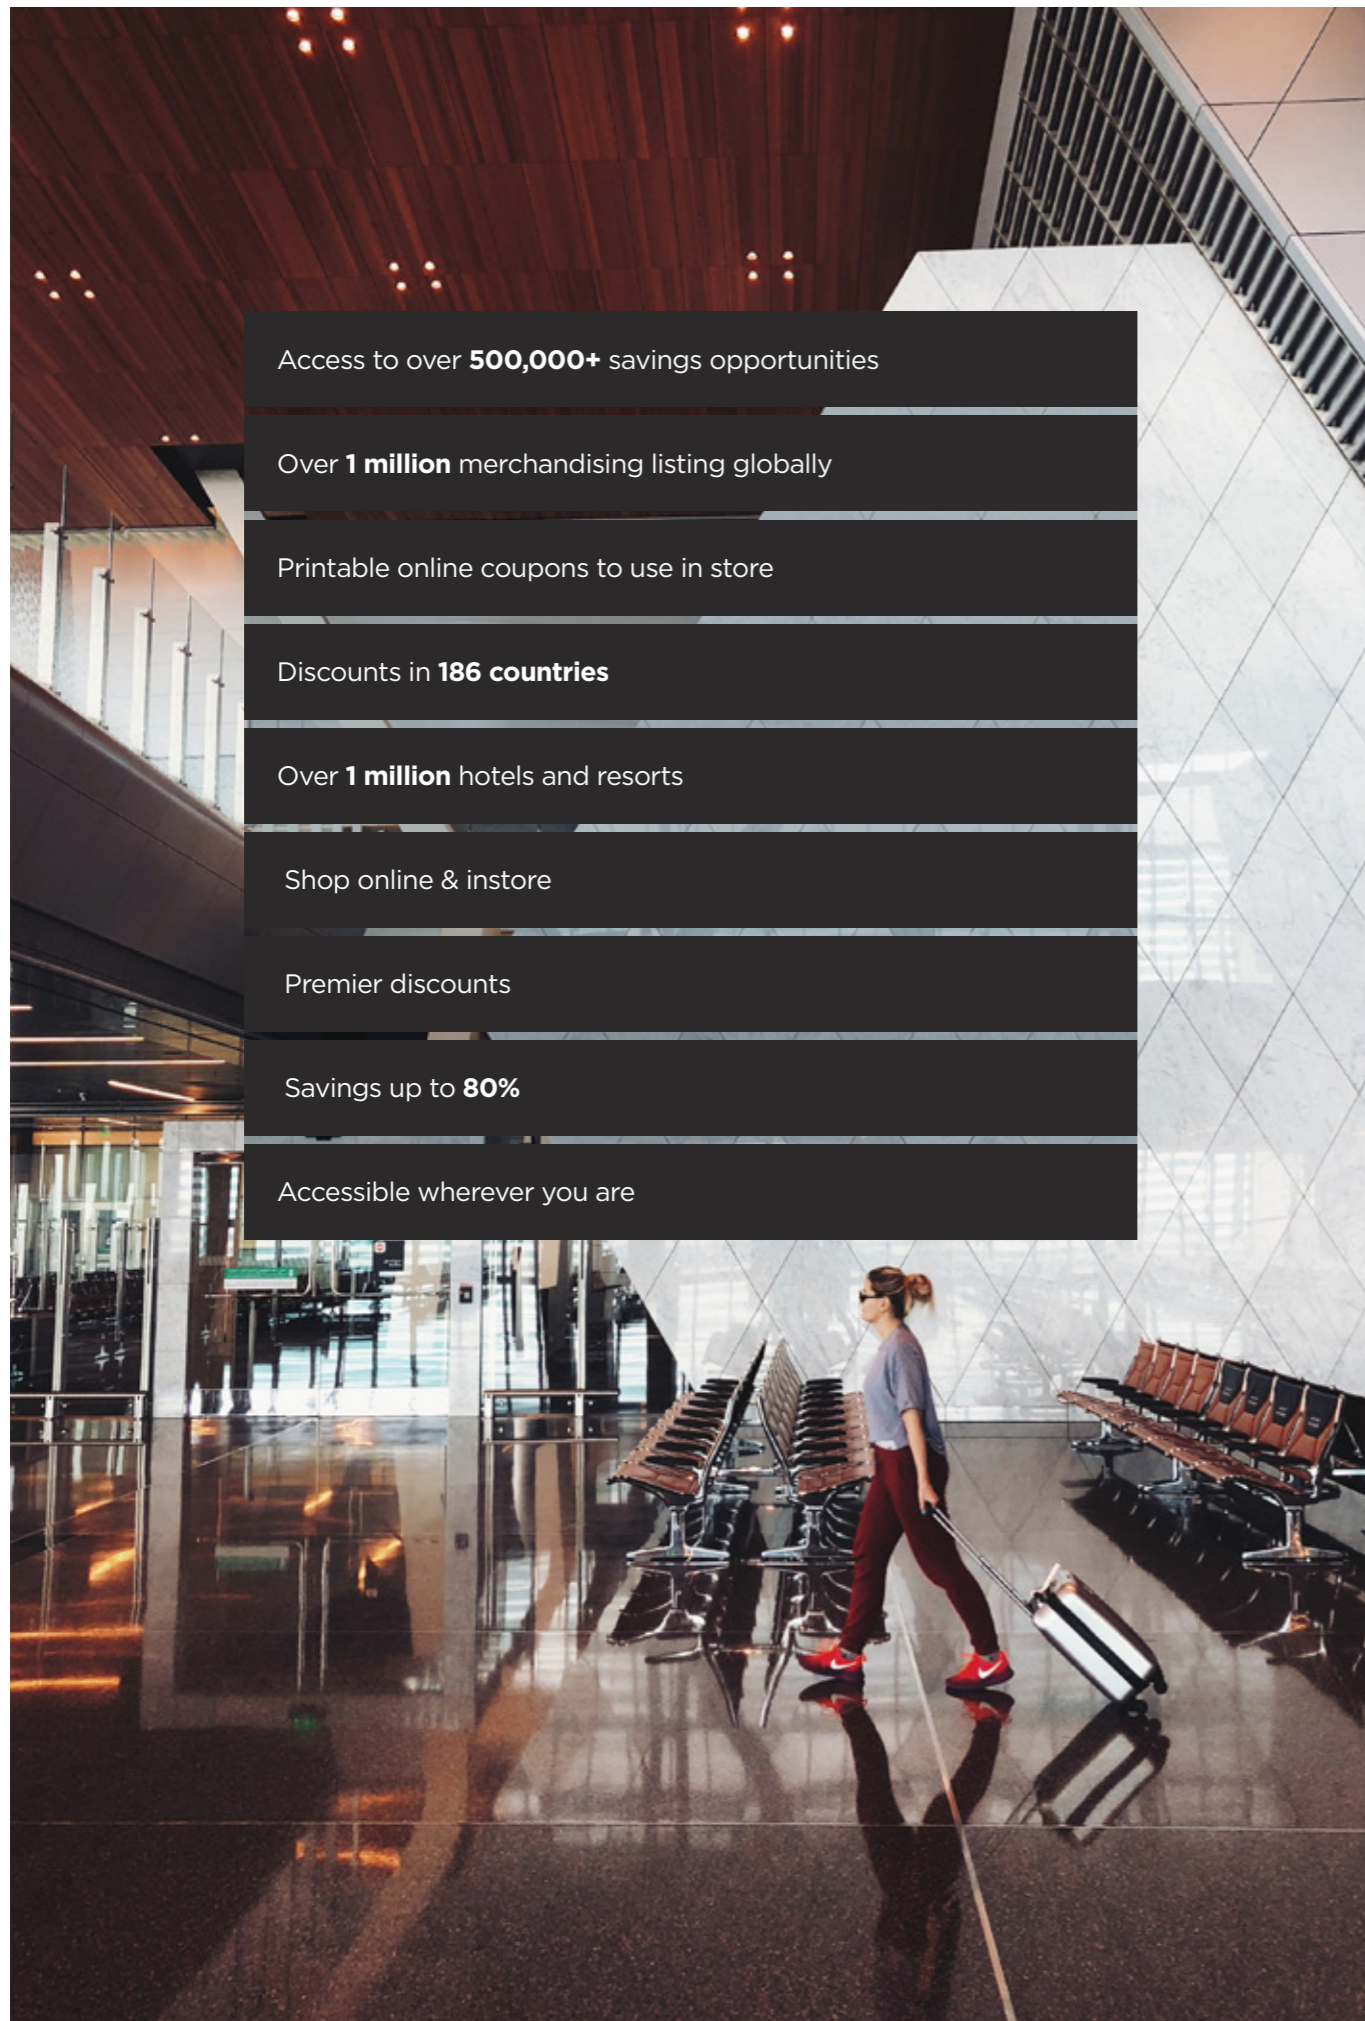 Access to over 500,000+ savings opportunities
Over 1 million merchandising listing globally
Printable online coupons to use in store
Discounts in 186 countries
Over 1 million hotels and resorts
Shop online & instore
Premier discounts
Savings up to 80%
Accessible wherever you are